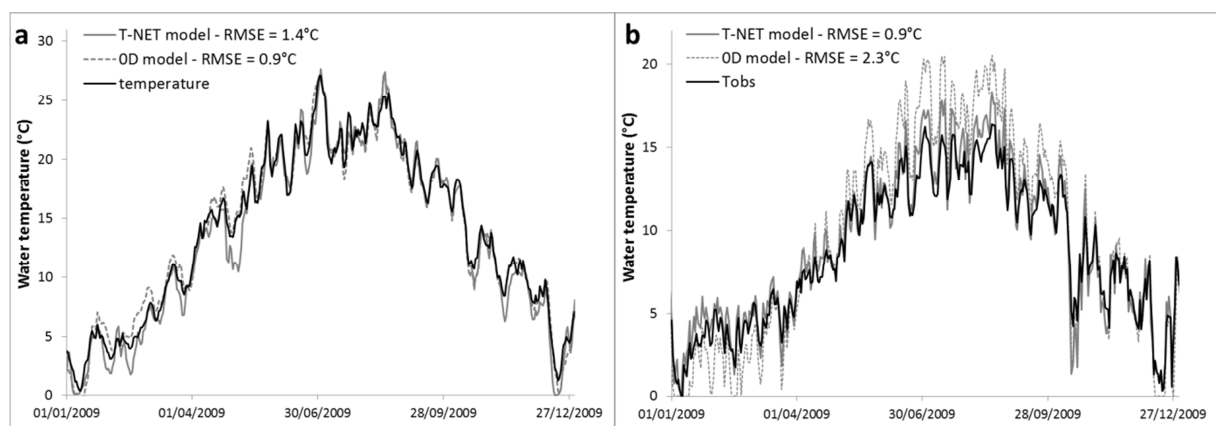 a
T-NET model - RMSE = 1.4°C
0D model - RMSE = 0.9°C
temperature
Water temperature (°C)
30
25
20
15
10
5
0
01/01/2009 01/04/2009 30/06/2009 28/09/2009 27/12/2009
b
T-NET model - RMSE = 0.9°C
0D model - RMSE = 2.3°C
Tobs
Water temperature (°C)
20
15
10
5
0
01/01/2009 01/04/2009 30/06/2009 28/09/2009 27/12/2009